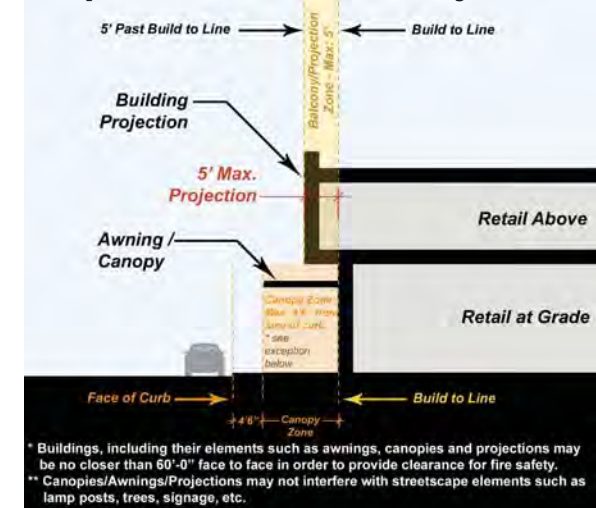 5' Past Build to Line
Build to Line
Balcony/Projection
Zone - Max: 5'
Building
Projection
5' Max.
Projection
Retail Above
Awning /
Canopy
Canopy Zone
Max 4'6" from
face of curb.
* see
exception
below
Retail at Grade
Face of Curb
Build to Line
4'6"
Canopy
Zone
* Buildings, including their elements such as awnings, canopies and projections may
be no closer than 60'-0" face to face in order to provide clearance for fire safety.
** Canopies/Awnings/Projections may not interfere with streetscape elements such as
lamp posts, trees, signage, etc.